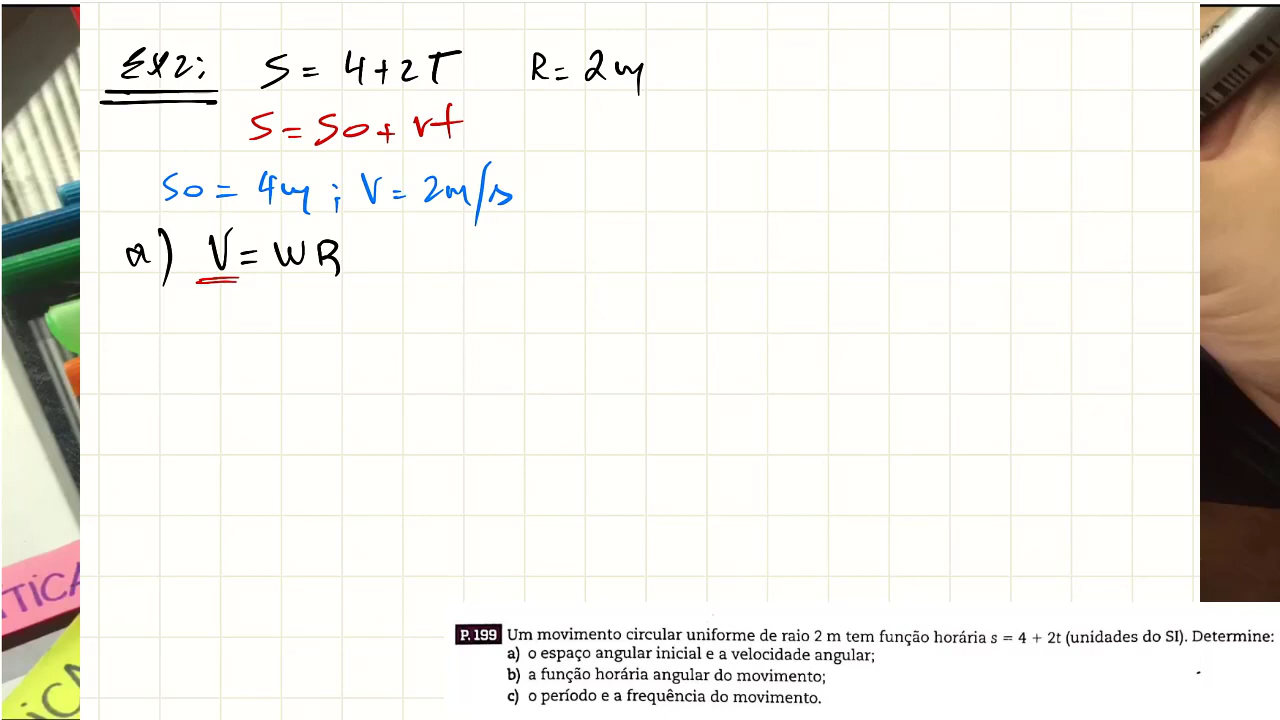 Ex2: S = 4+2T R = 2m
S = So + vt
So = 4m ; V = 2m/s
a) V = WR
P.199 Um movimento circular uniforme de raio 2 m tem função horária s = 4 + 2t (unidades do SI). Determine:
a) o espaço angular inicial e a velocidade angular;
b) a função horária angular do movimento;
c) o período e a frequência do movimento.
TICA